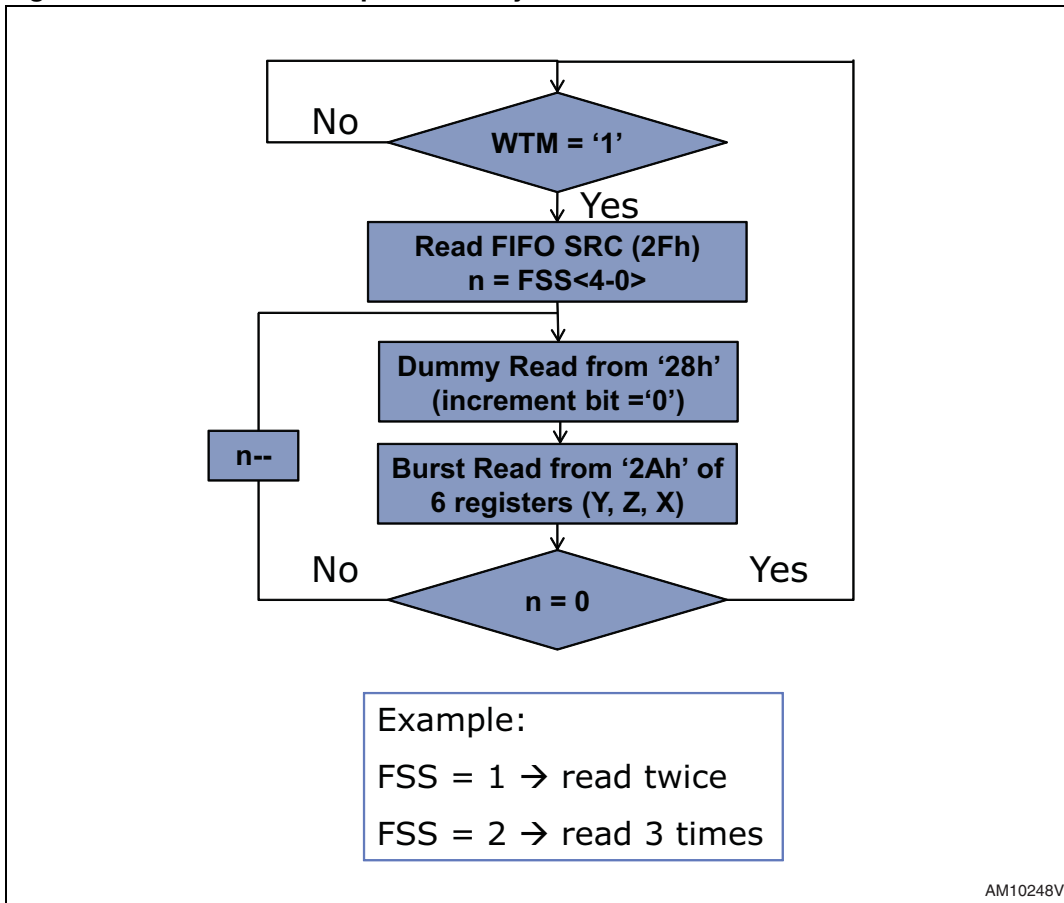 No
WTM = ‘1’
Yes
Read FIFO SRC (2Fh)
n = FSS<4-0>
Dummy Read from ‘28h’
(increment bit =‘0’)
n--
Burst Read from ‘2Ah’ of
6 registers (Y, Z, X)
No
Yes
n = 0
Example:
FSS = 1 → read twice
FSS = 2 → read 3 times
AM10248V